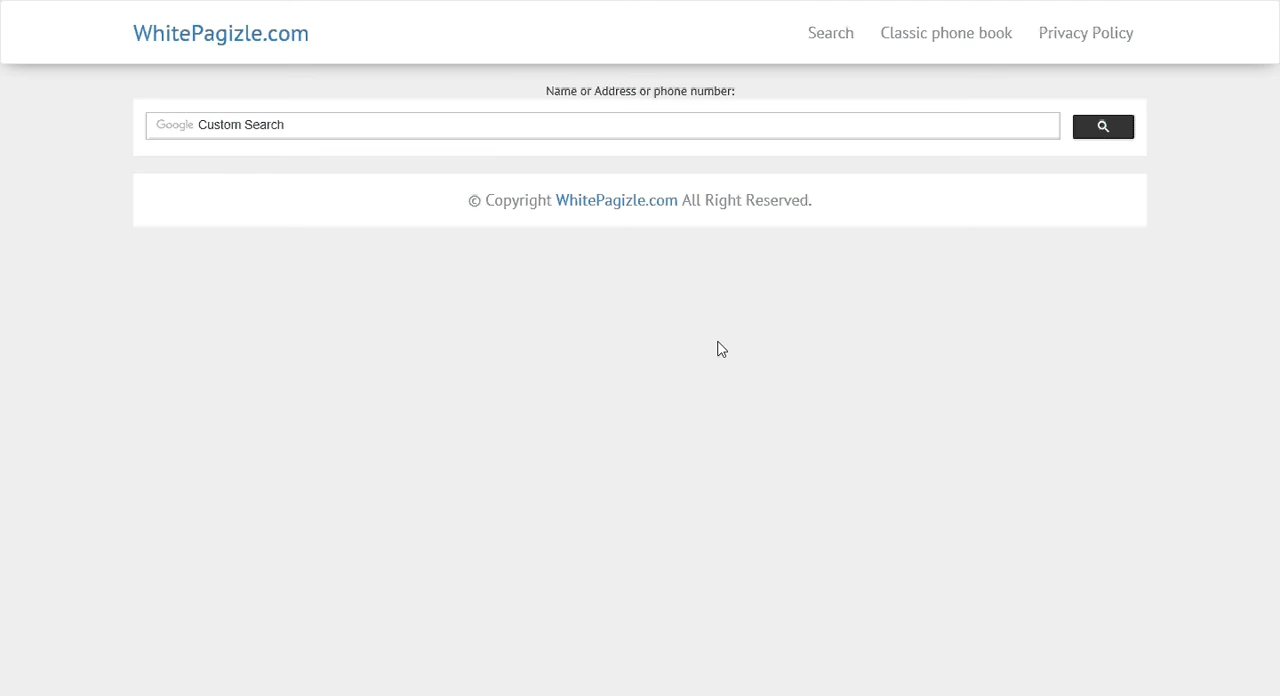 WhitePagizle.com
Search Classic phone book Privacy Policy
Name or Address or phone number:
Google Custom Search
© Copyright WhitePagizle.com All Right Reserved.